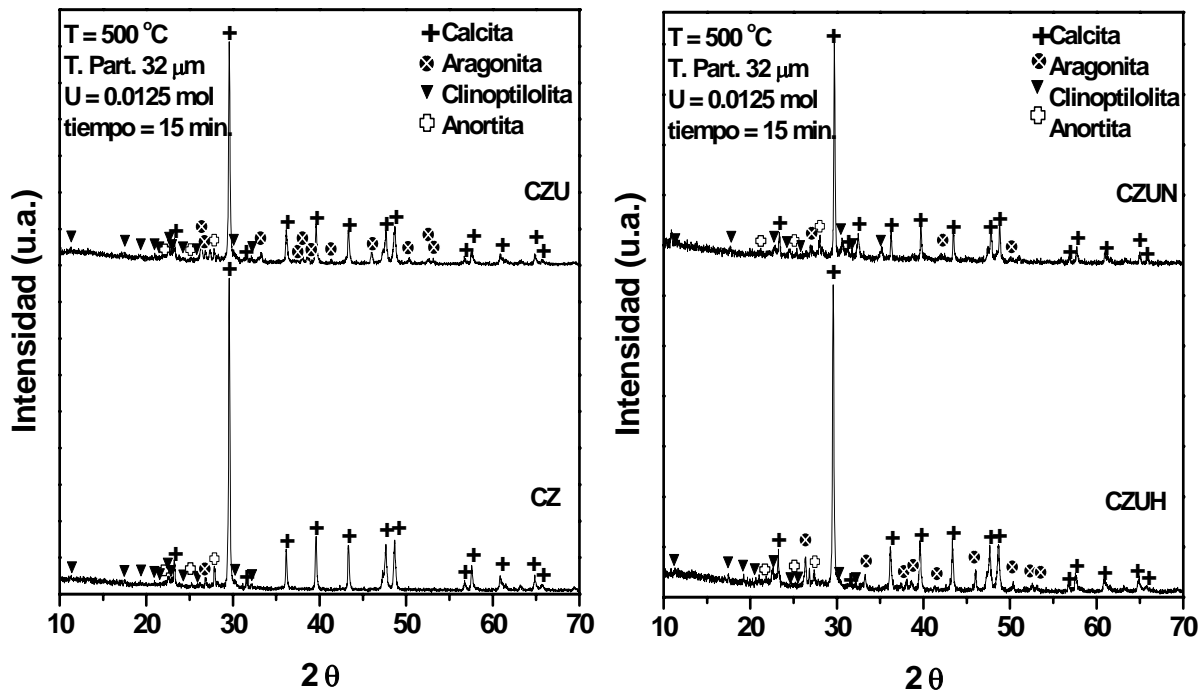 T = 500 °C
T. Part. 32 μm
U = 0.0125 mol
tiempo = 15 min.
Calcita
Aragonita
Clinoptilolita
Anortita
CZU
CZ
Intensidad (u.a.)
10 20 30 40 50 60 70
2 θ
T = 500 °C
T. Part. 32 μm
U = 0.0125 mol
tiempo = 15 min.
Calcita
Aragonita
Clinoptilolita
Anortita
CZUN
CZUH
Intensidad (u.a.)
10 20 30 40 50 60 70
2 θ